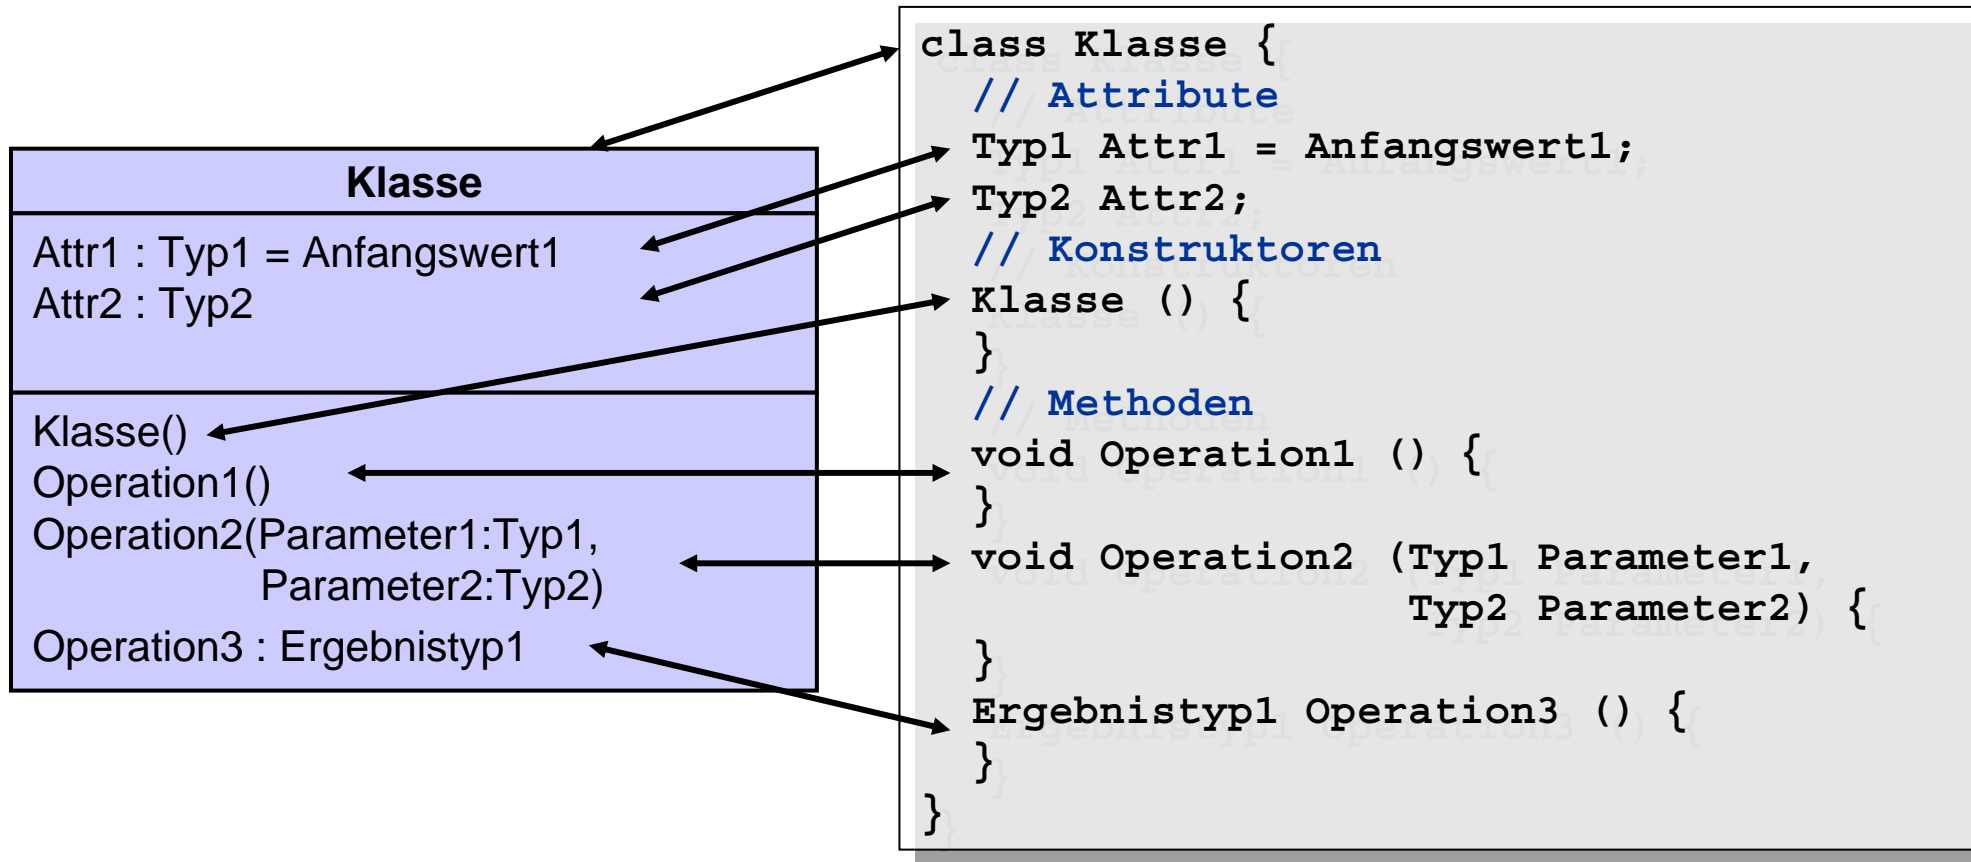 Klasse
Attr1 : Typ1 = Anfangswert1
Attr2 : Typ2
Klasse()
Operation1()
Operation2(Parameter1:Typ1,
Parameter2:Typ2)
Operation3 : Ergebnistyp1
class Klasse {
// Attribute
Typ1 Attr1 = Anfangswert1;
Typ2 Attr2;
// Konstruktoren
Klasse () {
}
// Methoden
void Operation1 () {
}
void Operation2 (Typ1 Parameter1,
Typ2 Parameter2) {
}
Ergebnistyp1 Operation3 () {
}
}